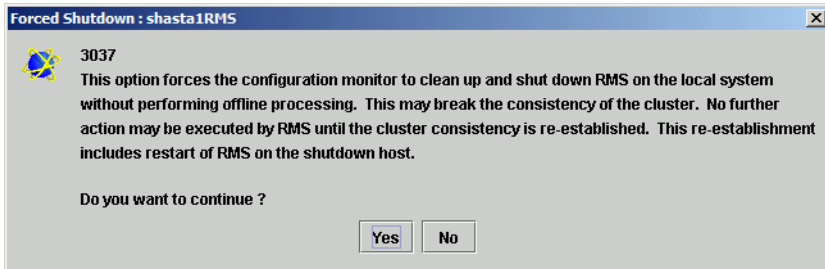 Forced Shutdown : shasta1RMS
3037
This option forces the configuration monitor to clean up and shut down RMS on the local system
without performing offline processing. This may break the consistency of the cluster. No further
action may be executed by RMS until the cluster consistency is re-established. This re-establishment
includes restart of RMS on the shutdown host.
Do you want to continue ?
Yes No